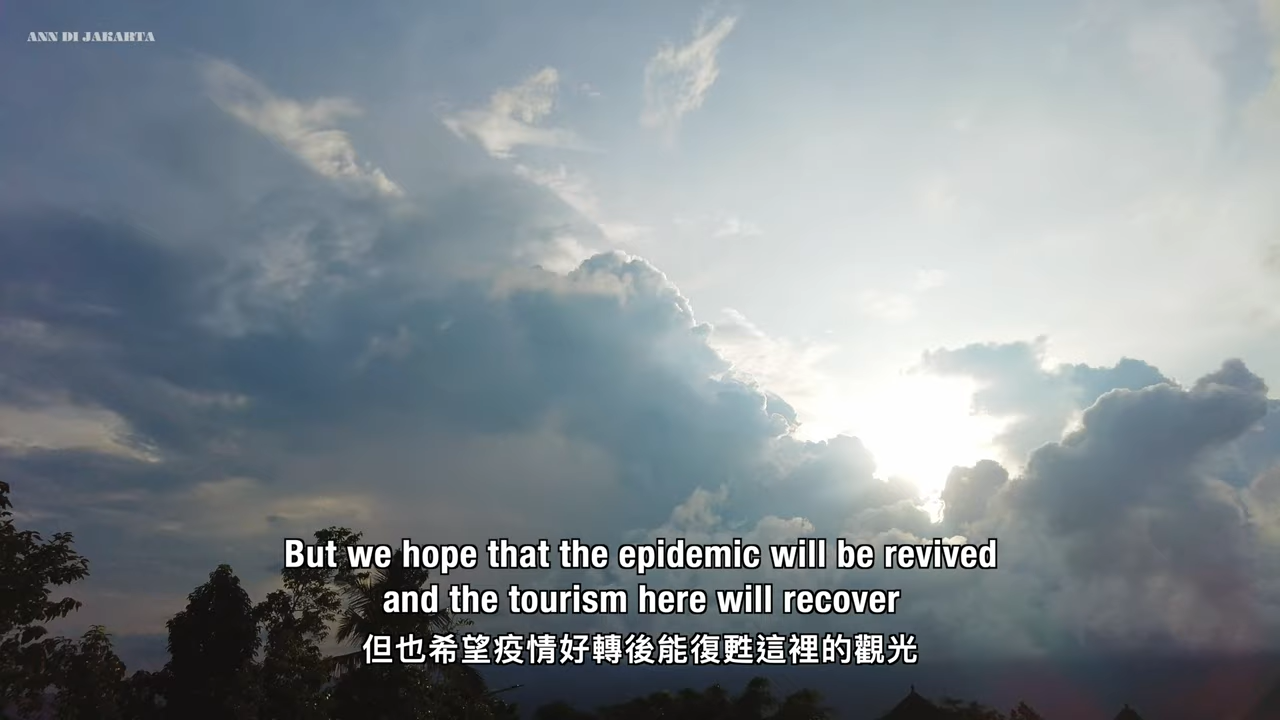 ANN DI JAKARTA
But we hope that the epidemic will be revived
and the tourism here will recover
但也希望疫情好轉後能復甦這裡的觀光